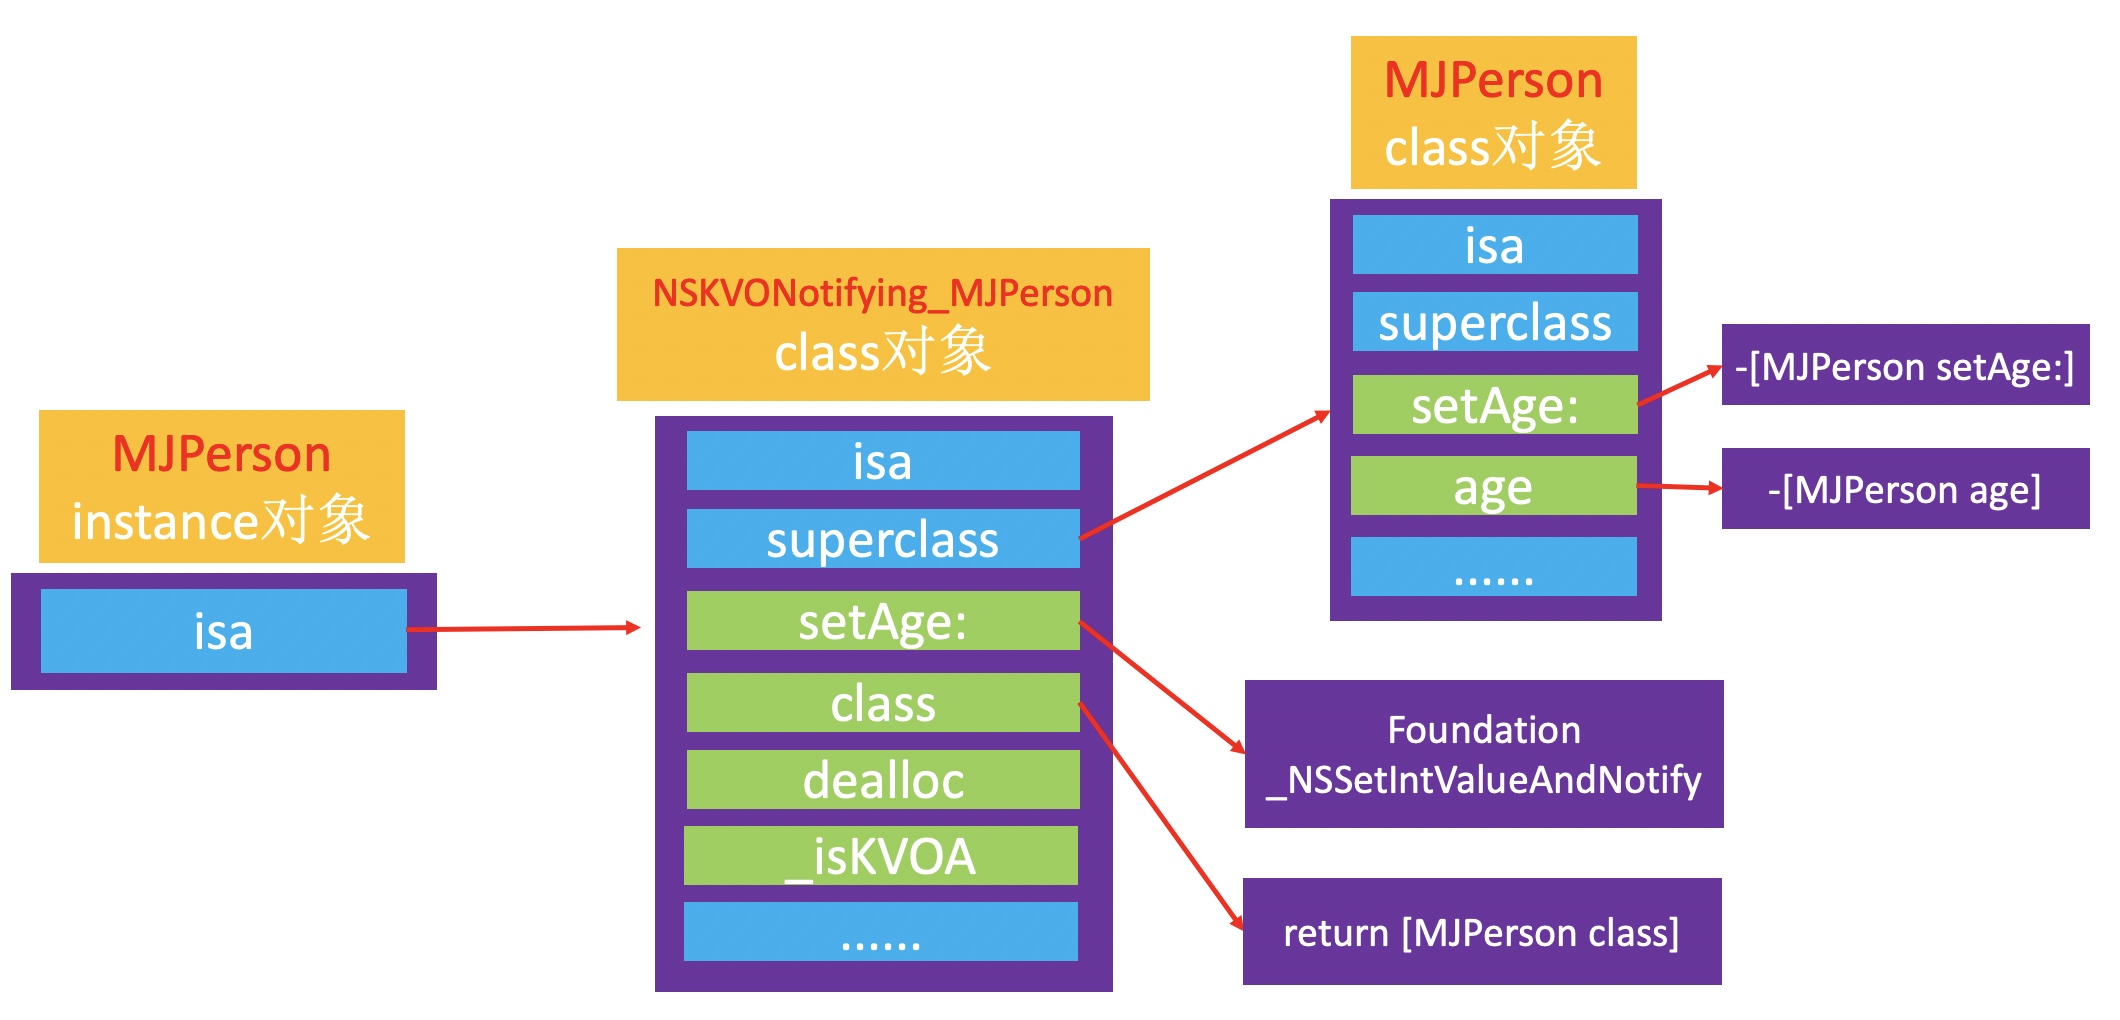 MJPerson
instance对象
isa
NSKVONotifying_MJPerson
class对象
isa
superclass
setAge:
class
dealloc
_isKVOA
......
MJPerson
class对象
isa
superclass
setAge:
age
......
-[MJPerson setAge:]
-[MJPerson age]
Foundation
_NSSetIntValueAndNotify
return [MJPerson class]